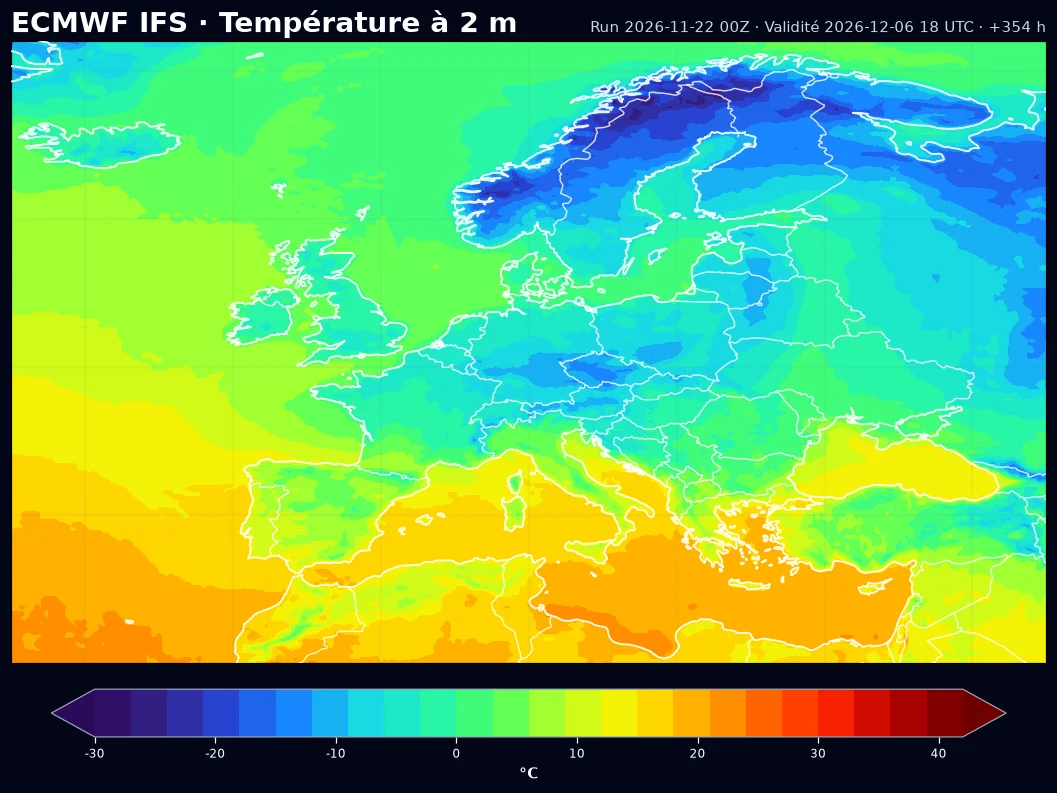 ECMWF IFS · Température à 2 m
Run 2026-11-22 00Z · Validité 2026-12-06 18 UTC · +354 h
-30 -20 -10 0 10 20 30 40
°C